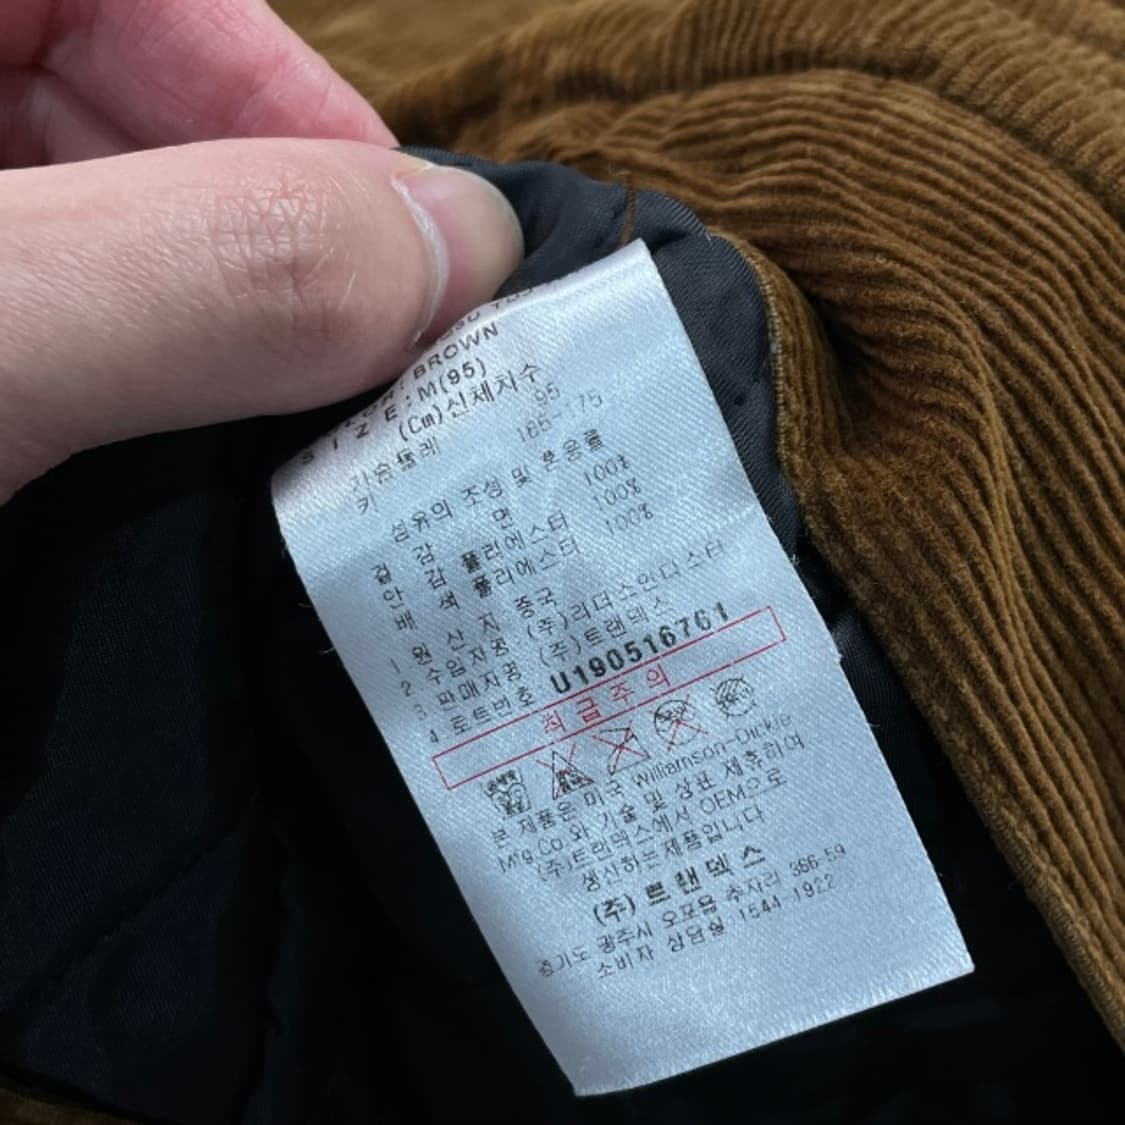 BROWN
S I Z E : M(95)
(Cm)신체치수
가슴둘레 95
키 165-175
섬유의 조성 및 혼용률
겉 감 면 100%
안 감 폴리에스터 100%
배 색 폴리에스터 100%
1 원 산 지 중국
2 수입자명 (주)리더스인더스터
3 판매자명 (주)트랜덱스
4 로트번호 U190516761
취급주의
본 제품은 미국 Williamson-Dickie
Mfg.Co 와 기술 및 상표 제휴하여
(주)트랜덱스에서 OEM으로
생산하는제품입니다
(주) 트랜덱스
경기도 광주시 오포읍 추자리 366-59
소비자 상담실 1544-1922